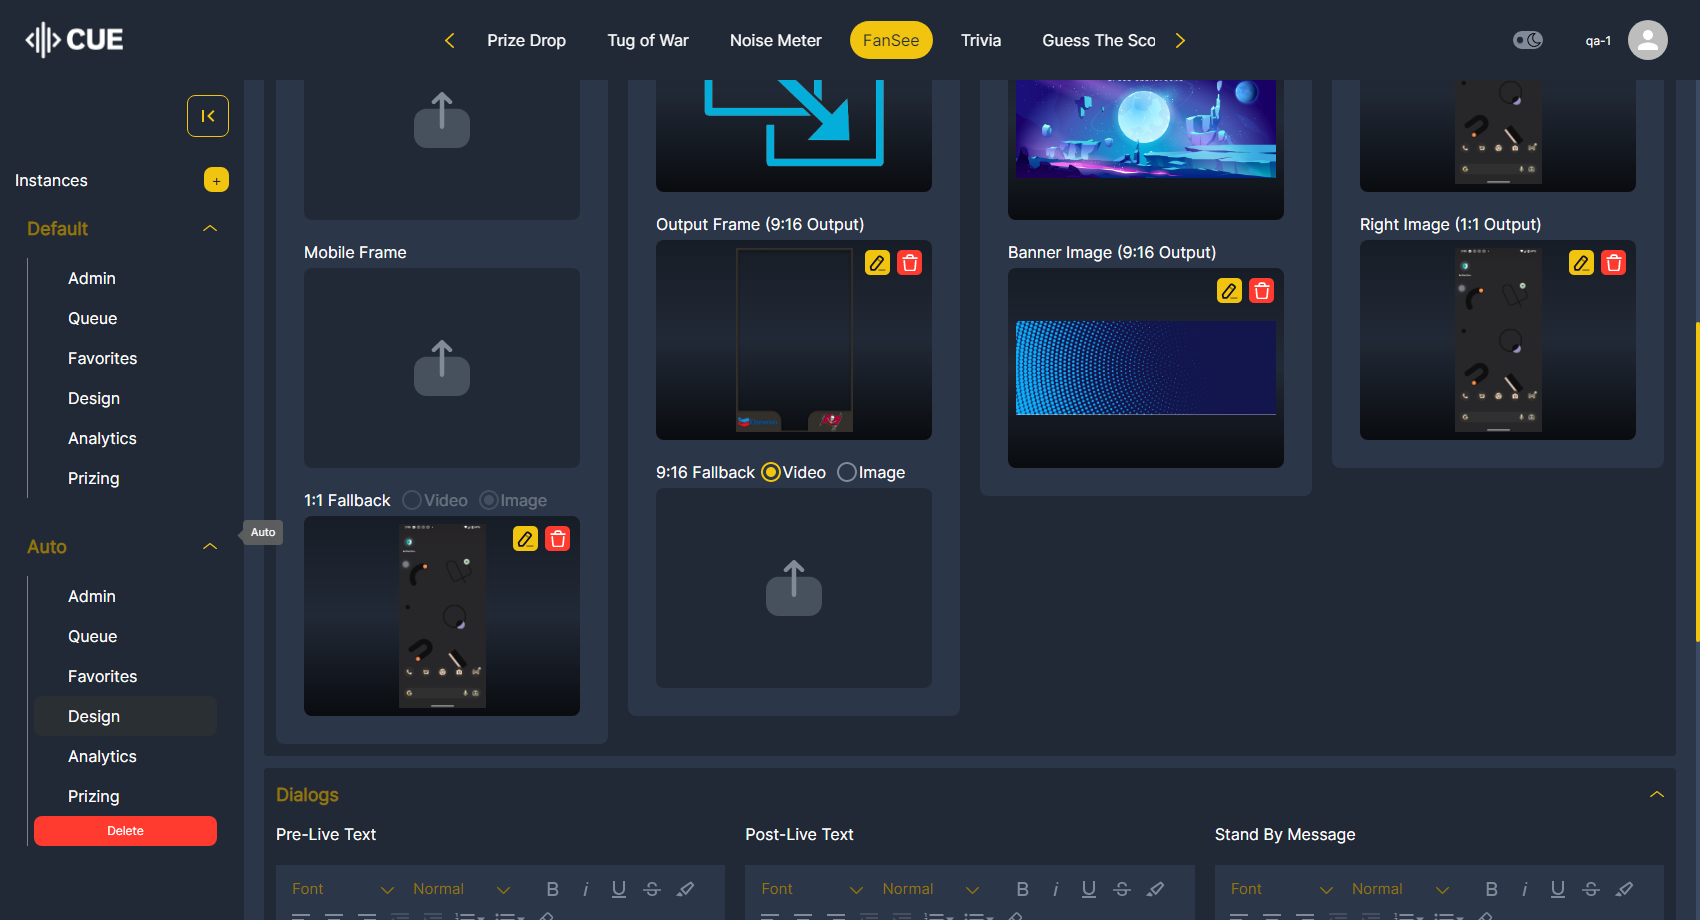 CUE
Prize Drop
Tug of War
Noise Meter
FanSee
Trivia
Guess The Sco
qa-1
Instances
+
Default
Admin
Queue
Favorites
Design
Analytics
Prizing
Auto
Auto
Admin
Queue
Favorites
Design
Analytics
Prizing
Delete
Mobile Frame
1:1 Fallback Video Image
Output Frame (9:16 Output)
9:16 Fallback Video Image
Banner Image (9:16 Output)
Right Image (1:1 Output)
Dialogs
Pre-Live Text
Post-Live Text
Stand By Message
Font Normal B i U S
Font Normal B i U S
Font Normal B i U S